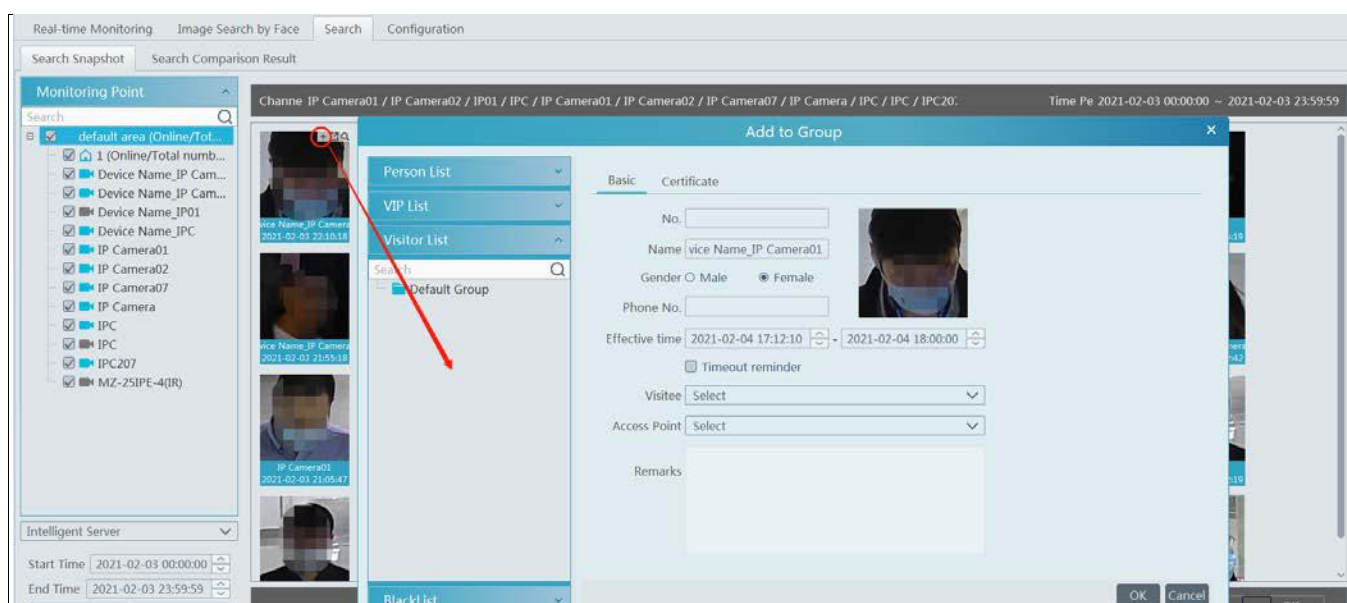 Real-time Monitoring Image Search by Face Search Configuration
Search Snapshot Search Comparison Result
Monitoring Point
Search
default area (Online/Tot...
1 (Online/Total numb...
Device Name_IP Cam...
Device Name_IP Cam...
Device Name_IP01
Device Name_IPC
IP Camera01
IP Camera02
IP Camera07
IP Camera
IPC
IPC
IPC207
MZ-25IPE-4(IR)
Intelligent Server
Start Time 2021-02-03 00:00:00
End Time 2021-02-03 23:59:59
Channe IP Camera01 / IP Camera02 / IP01 / IPC / IP Camera01 / IP Camera02 / IP Camera07 / IP Camera / IPC / IPC / IPC20: Time Pe 2021-02-03 00:00:00 ~ 2021-02-03 23:59:59
vice Name_IP Camera
2021-02-03 22:10:18
vice Name_IP Camera
2021-02-03 21:55:18
IP Camera01
2021-02-03 21:05:47
Add to Group
Person List
VIP List
Visitor List
Search
Default Group
BlackList
Basic Certificate
No.
Name vice Name_IP Camera01
Gender Male Female
Phone No.
Effective time 2021-02-04 17:12:10 - 2021-02-04 18:00:00
Timeout reminder
Visitee Select
Access Point Select
Remarks
OK Cancel